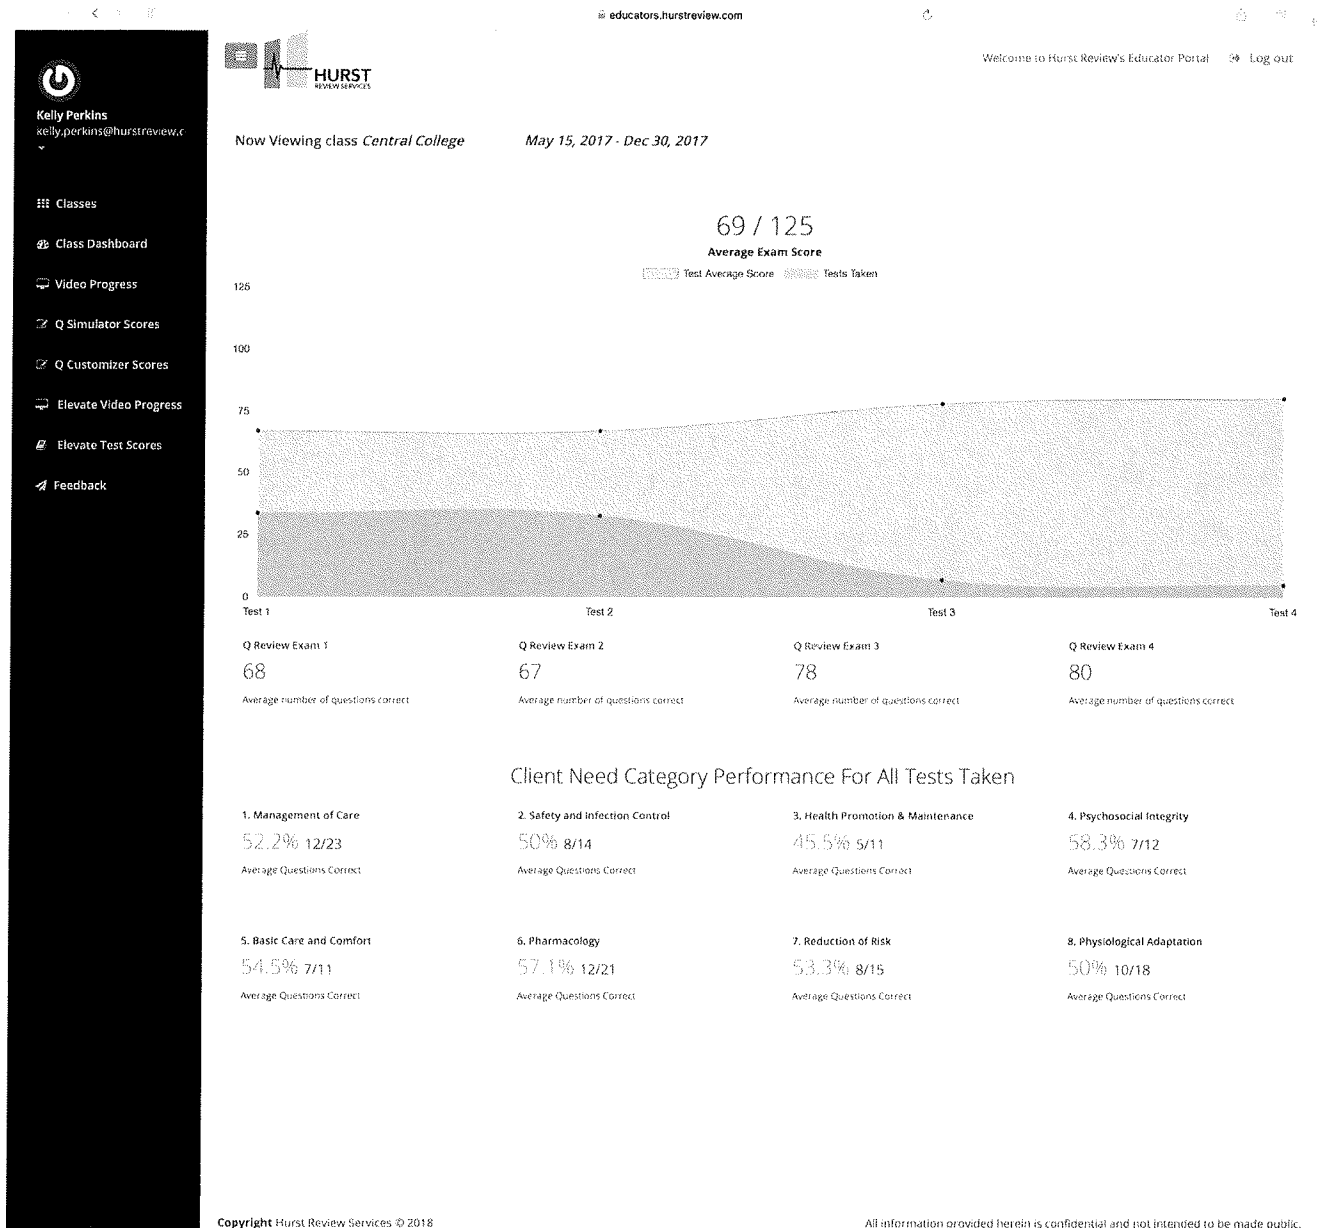 educators.hurstreview.com
HURST
REVIEW SERVICES
Welcome to Hurst Review's Educator Portal Log out
Kelly Perkins
kelly.perkins@hurstreview.c
Now Viewing class Central College May 15, 2017 - Dec 30, 2017
Classes
Class Dashboard
Video Progress
Q Simulator Scores
Q Customizer Scores
Elevate Video Progress
Elevate Test Scores
Feedback
69 / 125
Average Exam Score
Test Average Score Tests Taken
125
100
75
50
25
0
Test 1 Test 2 Test 3 Test 4
Q Review Exam 1 Q Review Exam 2 Q Review Exam 3 Q Review Exam 4
68 67 78 80
Average number of questions correct Average number of questions correct Average number of questions correct Average number of questions correct
Client Need Category Performance For All Tests Taken
1. Management of Care 2. Safety and Infection Control 3. Health Promotion & Maintenance 4. Psychosocial Integrity
52.2% 12/23 50% 8/14 45.5% 5/11 58.3% 7/12
Average Questions Correct Average Questions Correct Average Questions Correct Average Questions Correct
5. Basic Care and Comfort 6. Pharmacology 7. Reduction of Risk 8. Physiological Adaptation
54.5% 7/11 57.1% 12/21 53.3% 8/15 50% 10/18
Average Questions Correct Average Questions Correct Average Questions Correct Average Questions Correct
Copyright Hurst Review Services © 2018 All information provided herein is confidential and not intended to be made public.